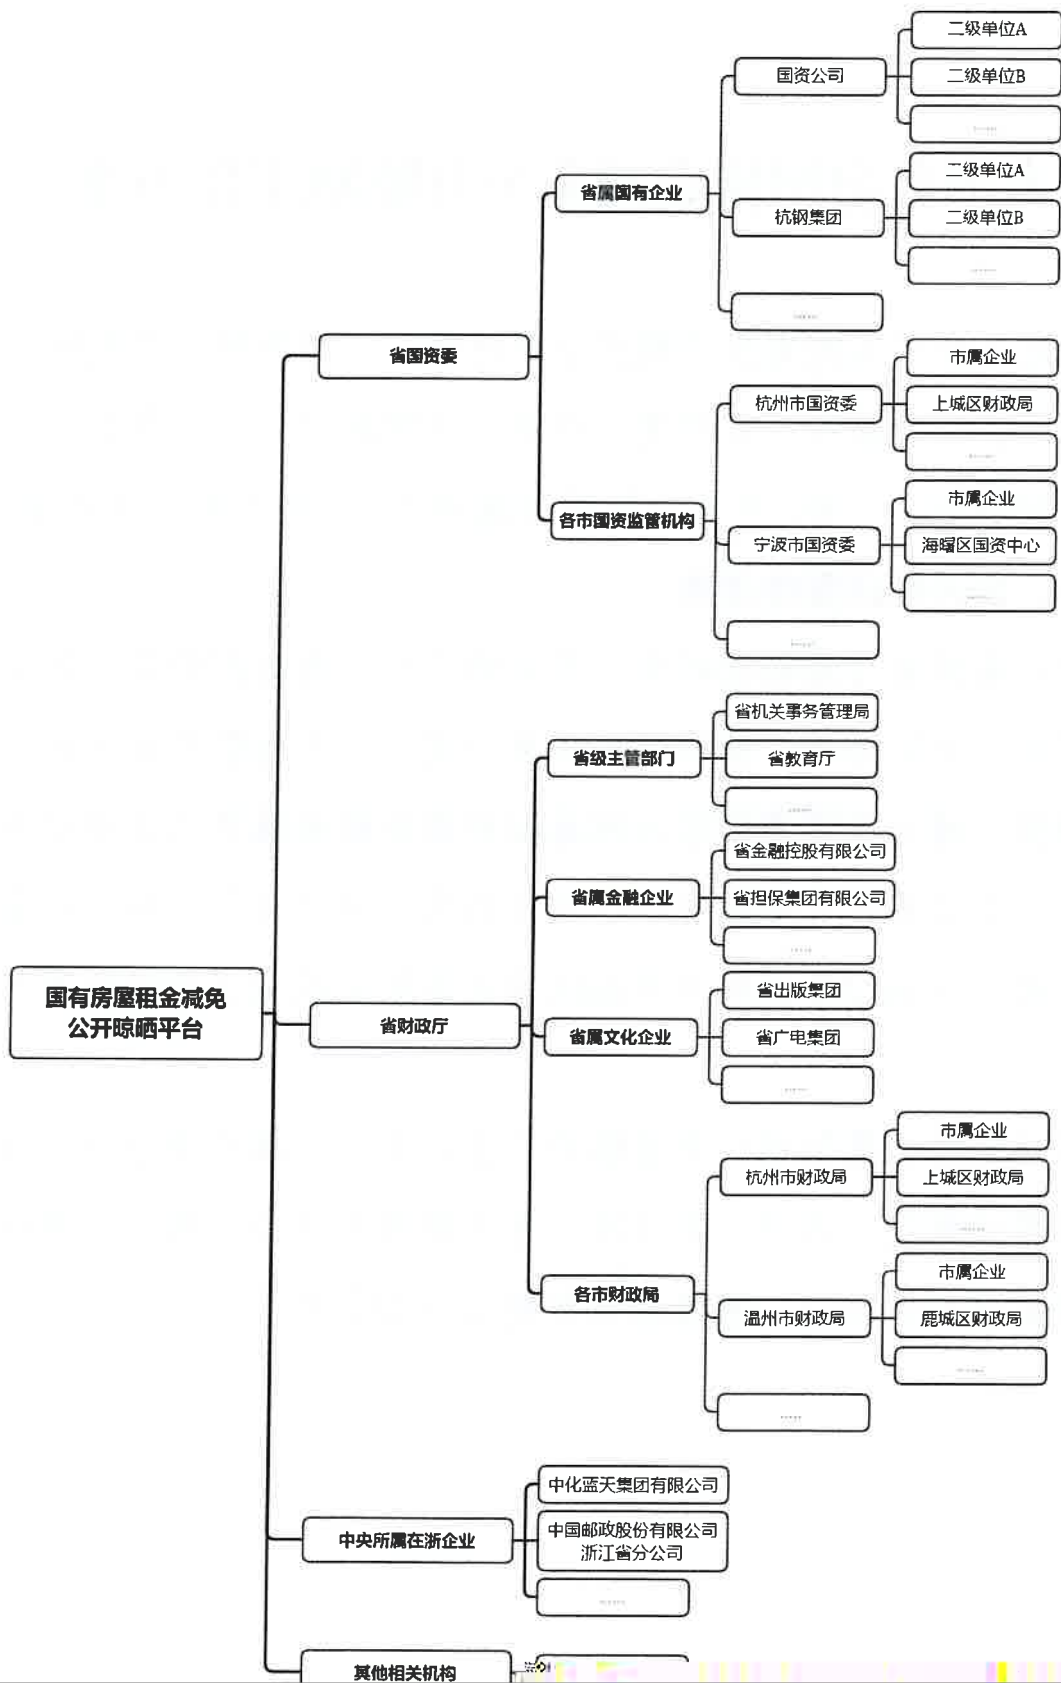 国有房屋租金减免
公开晾晒平台
省国资委
省属国有企业
国资公司
二级单位A
二级单位B
......
杭钢集团
二级单位A
二级单位B
......
......
各市国资监管机构
杭州市国资委
市属企业
上城区财政局
......
宁波市国资委
市属企业
海曙区国资中心
......
......
省财政厅
省级主管部门
省机关事务管理局
省教育厅
......
省属金融企业
省金融控股有限公司
省担保集团有限公司
......
省属文化企业
省出版集团
省广电集团
......
各市财政局
杭州市财政局
市属企业
上城区财政局
......
温州市财政局
市属企业
鹿城区财政局
......
......
中央所属在浙企业
中化蓝天集团有限公司
中国邮政股份有限公司
浙江省分公司
......
其他相关机构